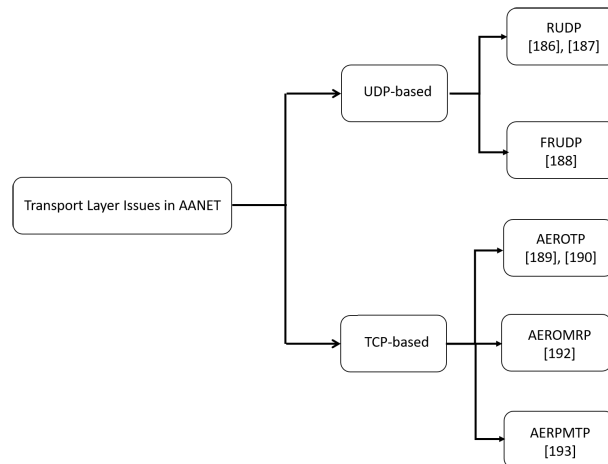 RUDP
[186], [187]
UDP-based
FRUDP
[188]
Transport Layer Issues in AANET
AEROTP
[189], [190]
TCP-based
AEROMRP
[192]
AERPMTP
[193]